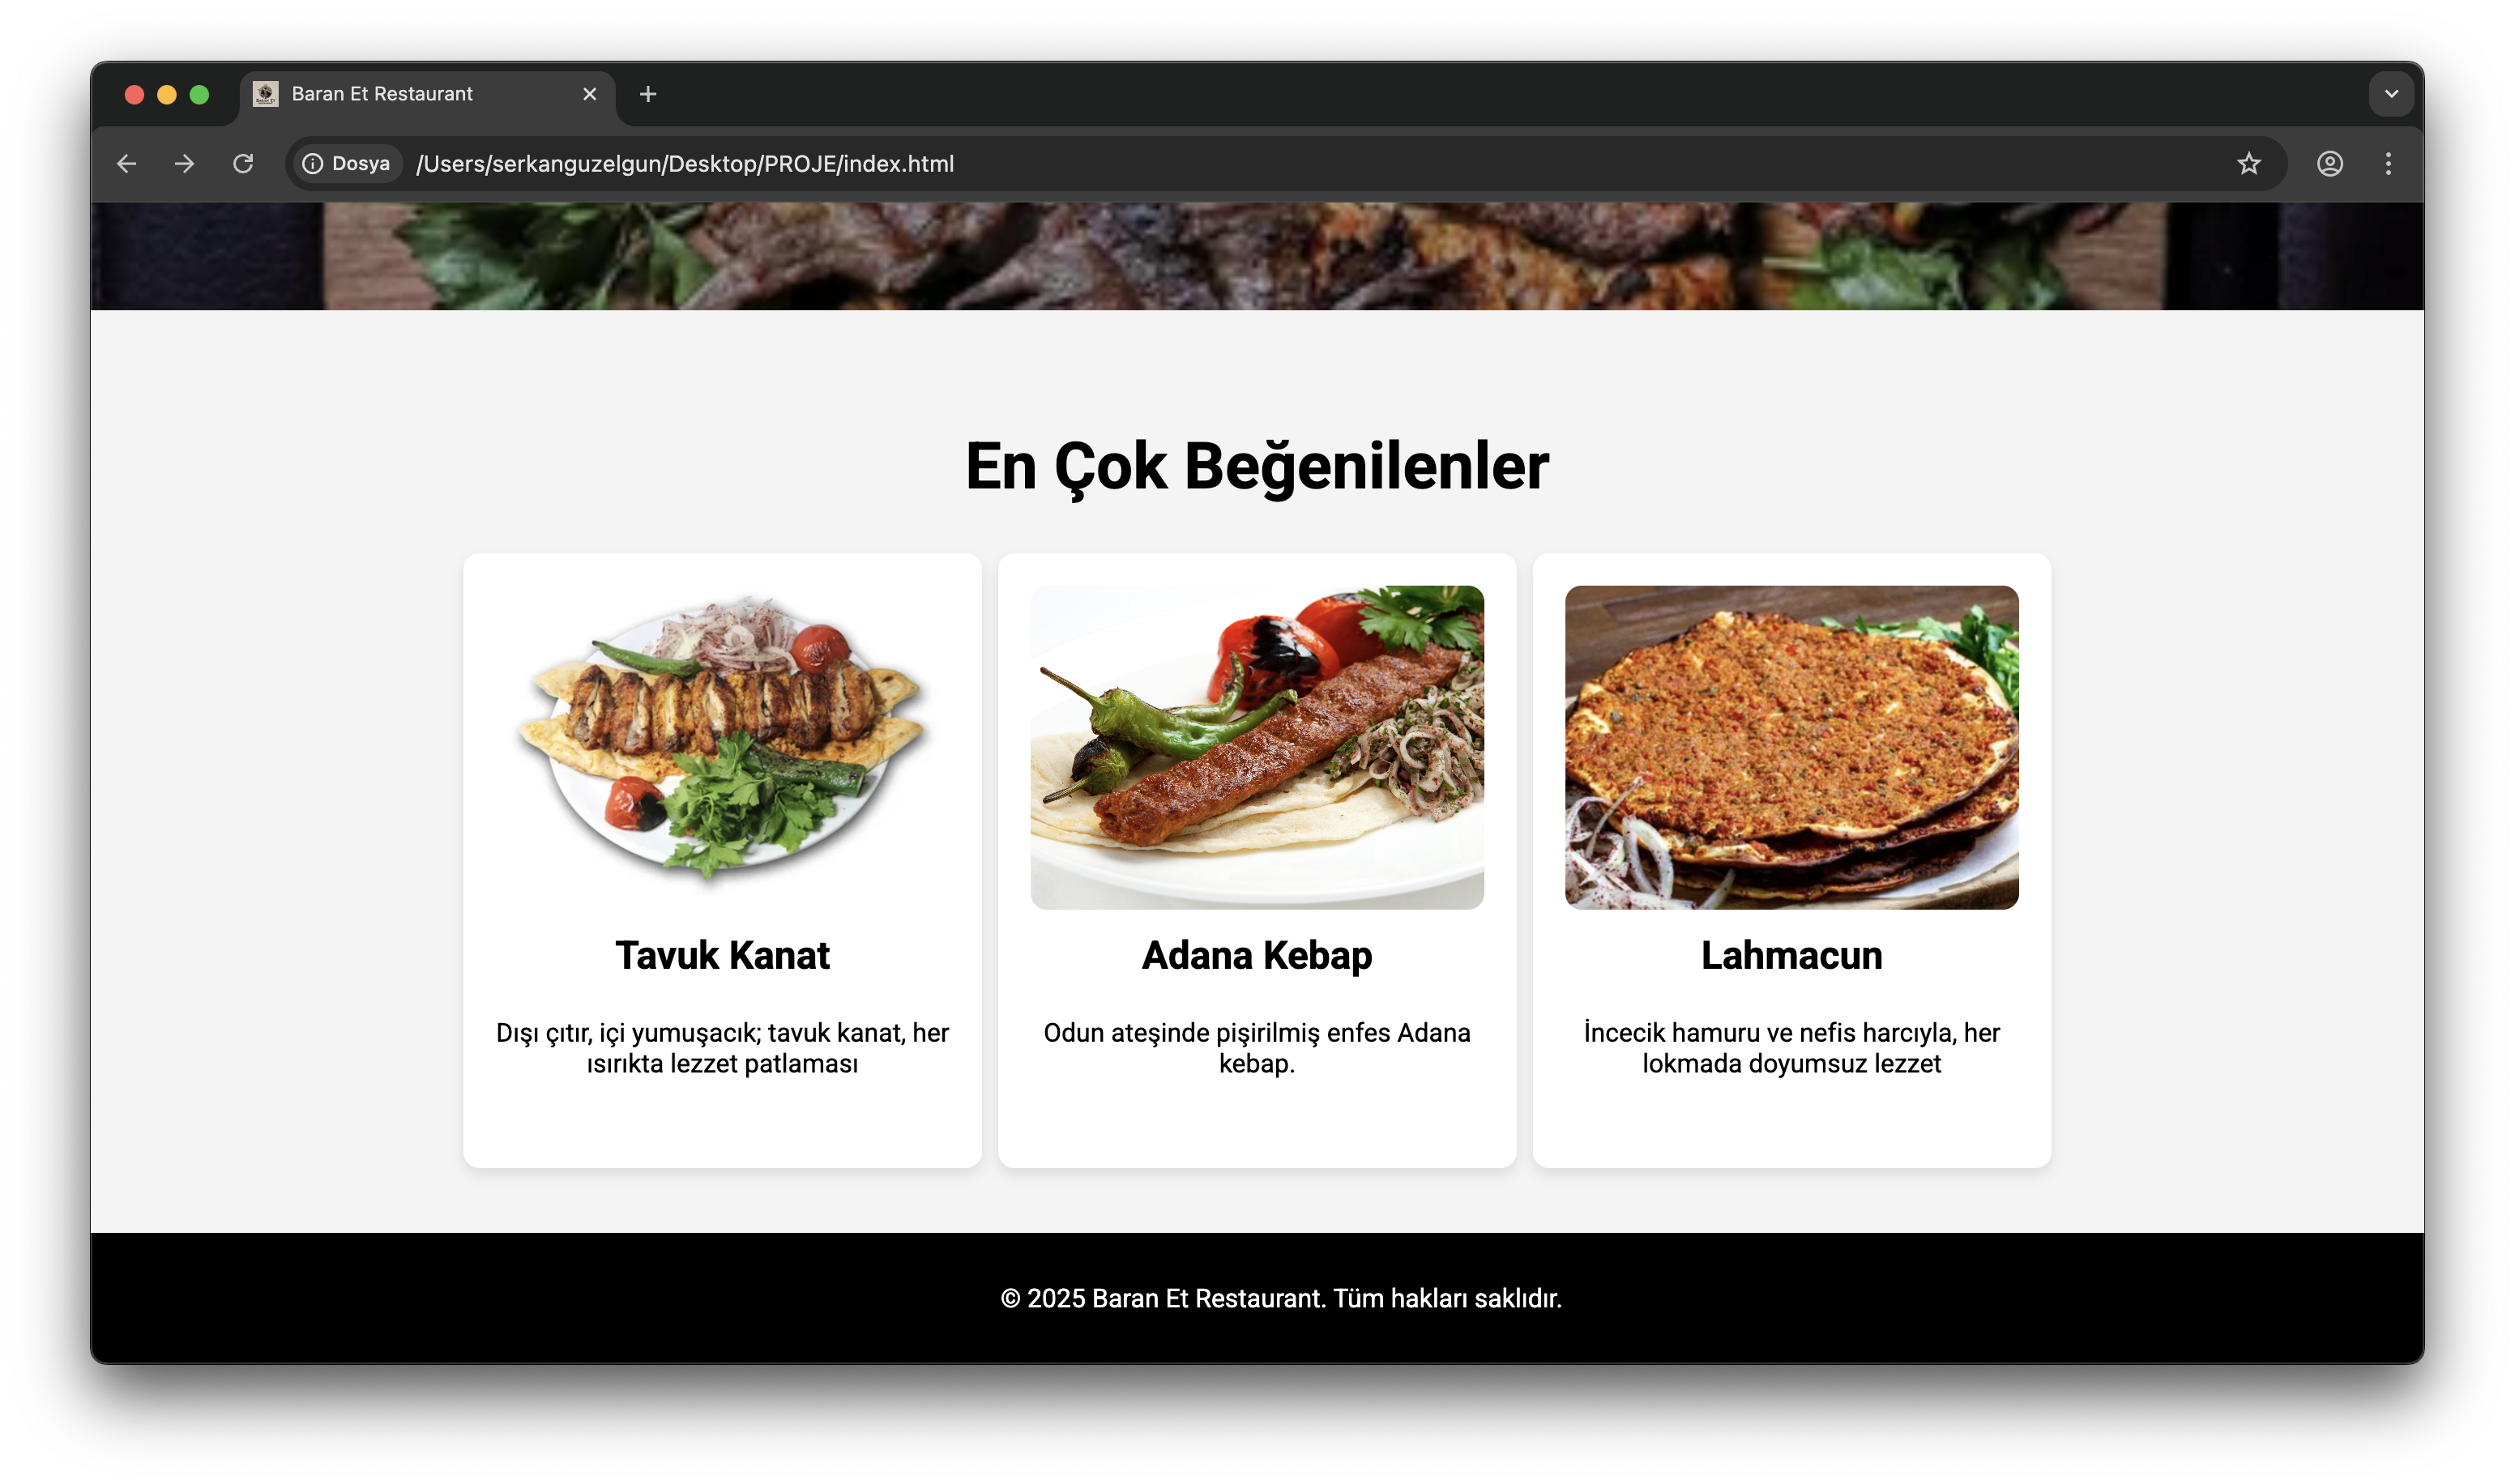 Baran Et Restaurant
Dosya
/Users/serkanguzelgun/Desktop/PROJE/index.html
En Çok Beğenilenler
Tavuk Kanat
Dışı çıtır, içi yumuşacık; tavuk kanat, her
ısırıkta lezzet patlaması
Adana Kebap
Odun ateşinde pişirilmiş enfes Adana
kebap.
Lahmacun
İncecik hamuru ve nefis harcıyla, her
lokmada doyumsuz lezzet
© 2025 Baran Et Restaurant. Tüm hakları saklıdır.